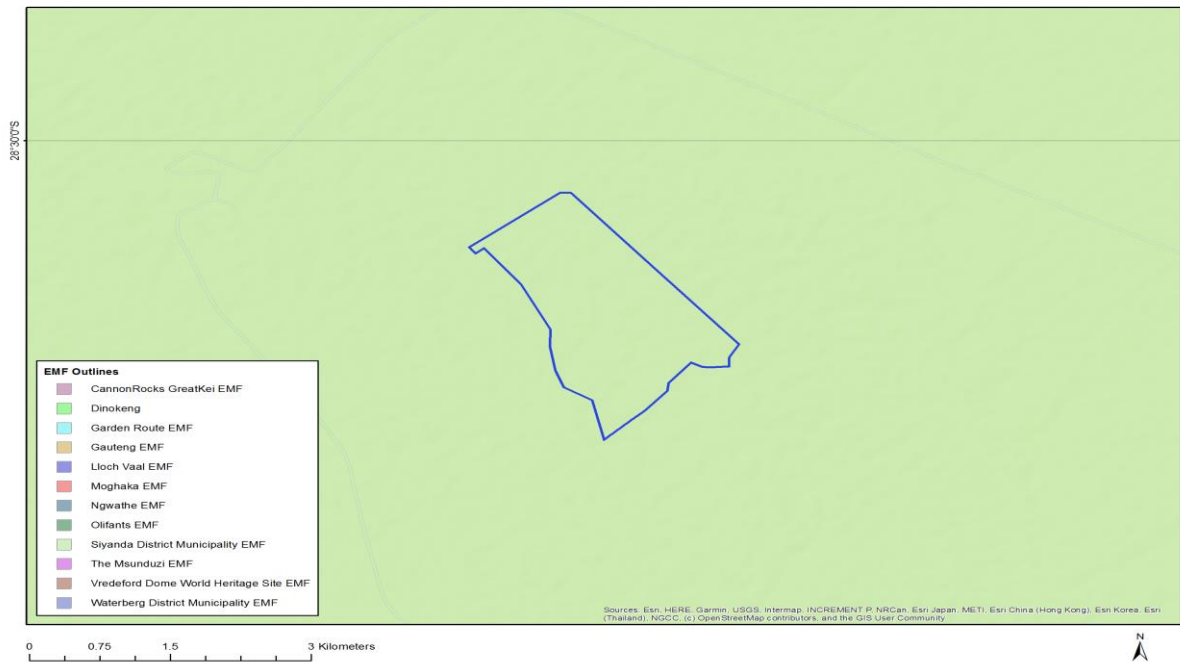 28°30'0"S
EMF Outlines
CannonRocks GreatKei EMF
Dinokeng
Garden Route EMF
Gauteng EMF
Lloch Vaal EMF
Moghaka EMF
Ngwathe EMF
Olifants EMF
Siyanda District Municipality EMF
The Msunduzi EMF
Vredeford Dome World Heritage Site EMF
Waterberg District Municipality EMF
Sources: Esri, HERE, Garmin, USGS, Intermap, INCREMENT P, NRCan, Esri Japan, METI, Esri China (Hong Kong), Esri Korea, Esri
(Thailand), NGCC, (c) OpenStreetMap contributors, and the GIS User Community
0 0.75 1.5 3 Kilometers
N